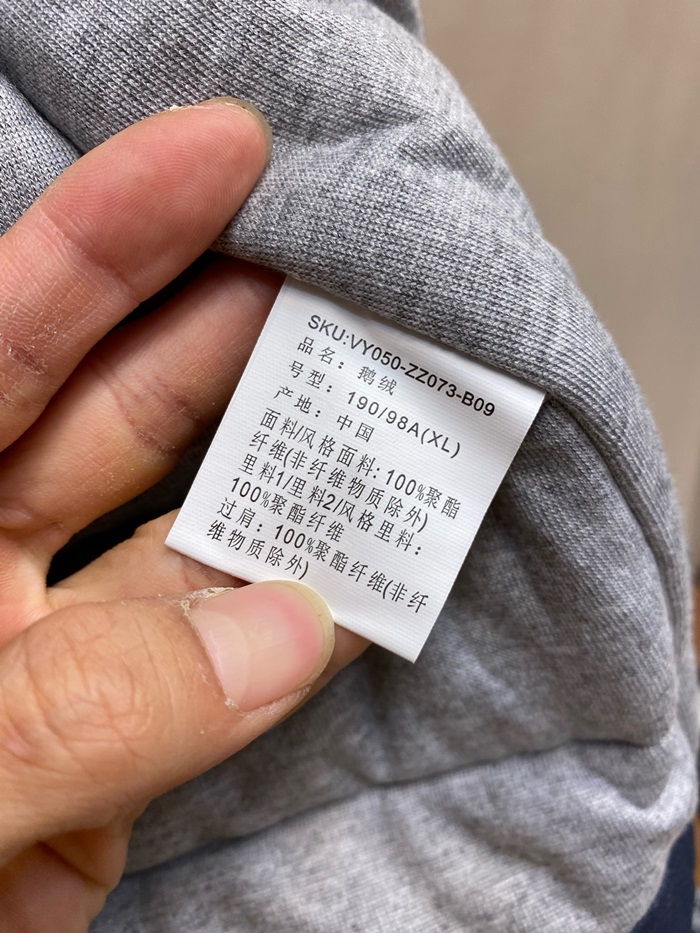 SKU:VY050-ZZ073-B09
品名：鹅绒
号型：190/98A(XL)
产地：中国
面料/风格面料:100%聚酯
纤维(非纤维物质除外)
里料1/里料2/风格里料：
100%聚酯纤维
过肩：100%聚酯纤维(非纤
维物质除外)